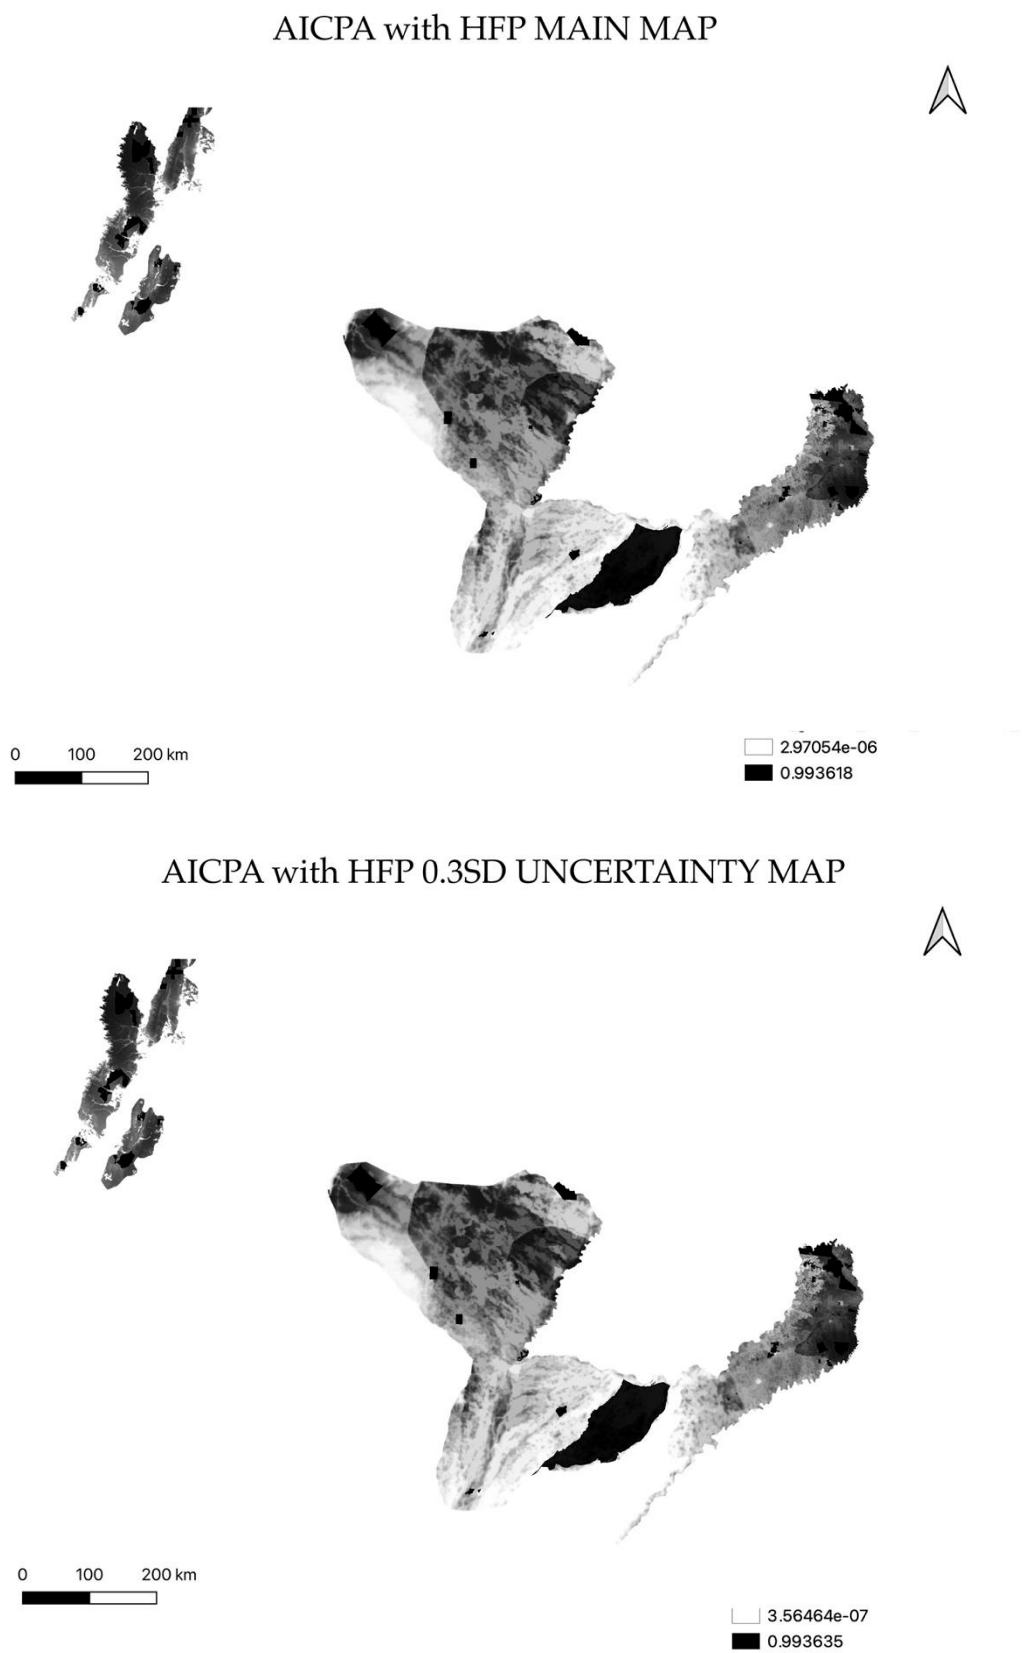 AICPA with HFP MAIN MAP
0 100 200 km
2.97054e-06
0.993618
AICPA with HFP 0.3SD UNCERTAINTY MAP
0 100 200 km
3.56464e-07
0.993635